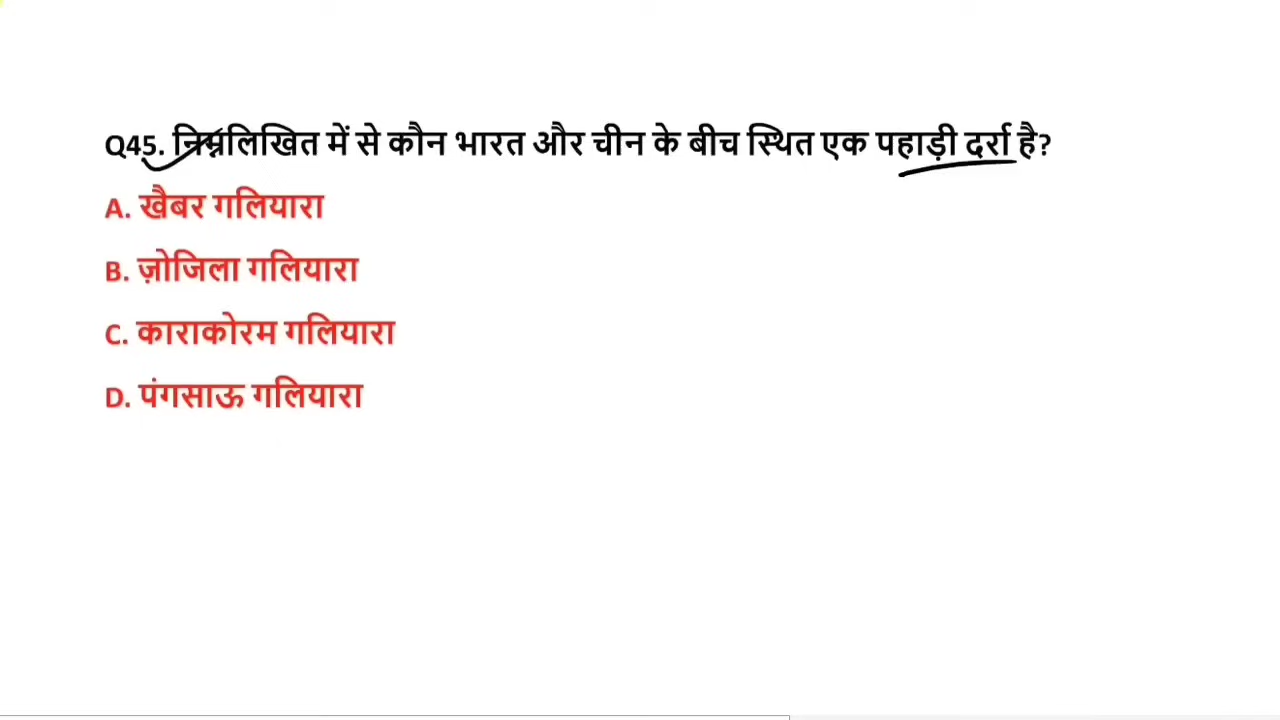 Q45. निम्नलिखित में से कौन भारत और चीन के बीच स्थित एक पहाड़ी दर्रा है?
A. खैबर गलियारा
B. ज़ोजिला गलियारा
C. काराकोरम गलियारा
D. पंगसाऊ गलियारा